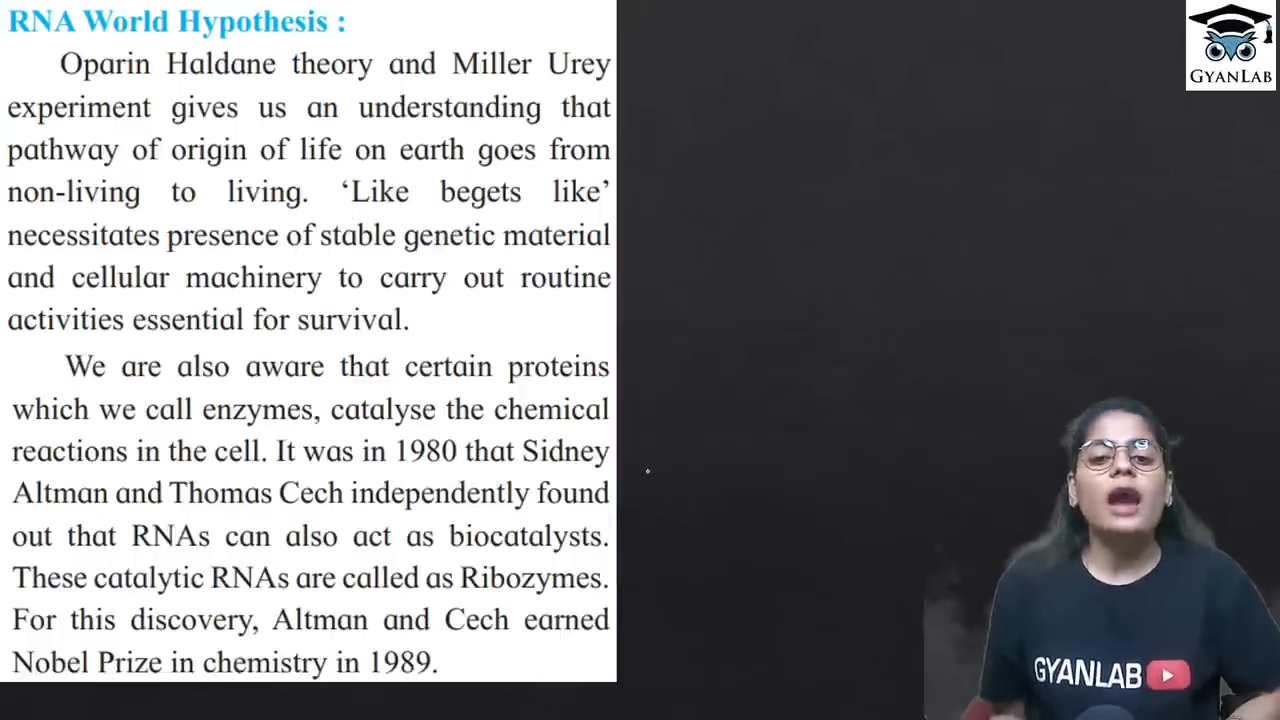 RNA World Hypothesis :
Oparin Haldane theory and Miller Urey
experiment gives us an understanding that
pathway of origin of life on earth goes from
non-living to living. ‘Like begets like’
necessitates presence of stable genetic material
and cellular machinery to carry out routine
activities essential for survival.
We are also aware that certain proteins
which we call enzymes, catalyse the chemical
reactions in the cell. It was in 1980 that Sidney
Altman and Thomas Cech independently found
out that RNAs can also act as biocatalysts.
These catalytic RNAs are called as Ribozymes.
For this discovery, Altman and Cech earned
Nobel Prize in chemistry in 1989.
GYANLAB
GYANLAB